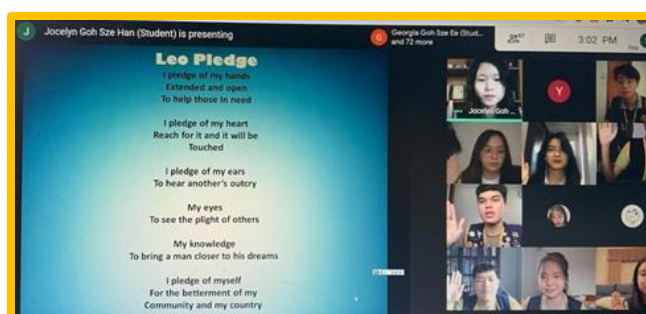 J Jocelyn Goh Sze Han (Student) is presenting
G Georgia Goh Sze Ee (Stud...
and 72 more
3:02 PM
You
Leo Pledge
I pledge of my hands
Extended and open
To help those In need
I pledge of my heart
Reach for it and it will be
Touched
I pledge of my ears
To hear another's outcry
My eyes
To see the plight of others
My knowledge
To bring a man closer to his dreams
I pledge of myself
For the betterment of my
Community and my country
Jocelyn Goh ...
Y